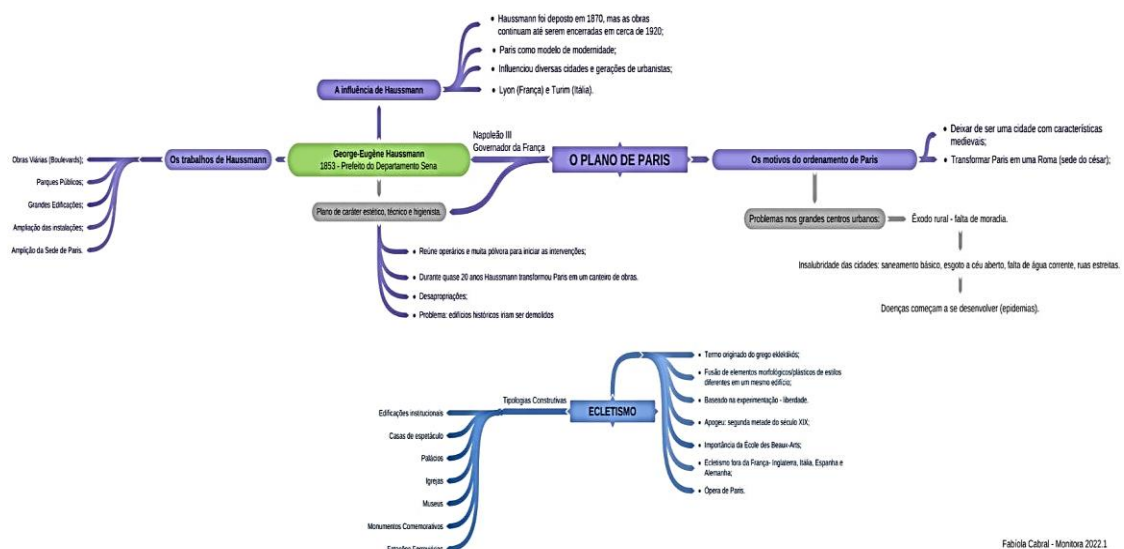 • Haussmann foi deposto em 1870, mas as obras
continuam até serem encerradas em cerca de 1920;
• Paris como modelo de modernidade;
• Influenciou diversas cidades e gerações de urbanistas;
• Lyon (França) e Turim (Itália).
A influência de Haussmann
Obras Viárias (Boulevards);
Parques Públicos;
Grandes Edificações;
Ampliação das instalações;
Amplição da Sede de Paris.
Os trabalhos de Haussmann
George-Eugène Haussmann
1853 - Prefeito do Departamento Sena
Napoleão III
Governador da França
O PLANO DE PARIS
Os motivos do ordenamento de Paris
• Deixar de ser uma cidade com características
medievais;
• Transformar Paris em uma Roma (sede do césar);
Plano de caráter estético, técnico e higienista.
• Reúne operários e muita pólvora para iniciar as intervenções;
• Durante quase 20 anos Haussmann transformou Paris em um canteiro de obras.
• Desapropriações;
• Problema: edifícios históricos iriam ser demolidos
Problemas nos grandes centros urbanos:
Êxodo rural - falta de moradia.
Insalubridade das cidades: saneamento básico, esgoto a céu aberto, falta de água corrente, ruas estreitas.
Doenças começam a se desenvolver (epidemias).
ECLETISMO
• Termo originado do grego
• Fusão de elementos morfológicos/plásticos de estilos
diferentes em um mesmo edifício;
• Baseado na experimentação - liberdade.
• Apogeu: segunda metade do século XIX;
• Importância da École des Beaux-Arts;
• Ecletismo fora da França- Inglaterra, Itália, Espanha e
Alemanha;
• Ópera de Paris.
Tipologias Construtivas
Edificações institucionais
Casas de espetáculo
Palácios
Igrejas
Museus
Monumentos Comemorativos
Fabíola Cabral - Monitora 2022.1